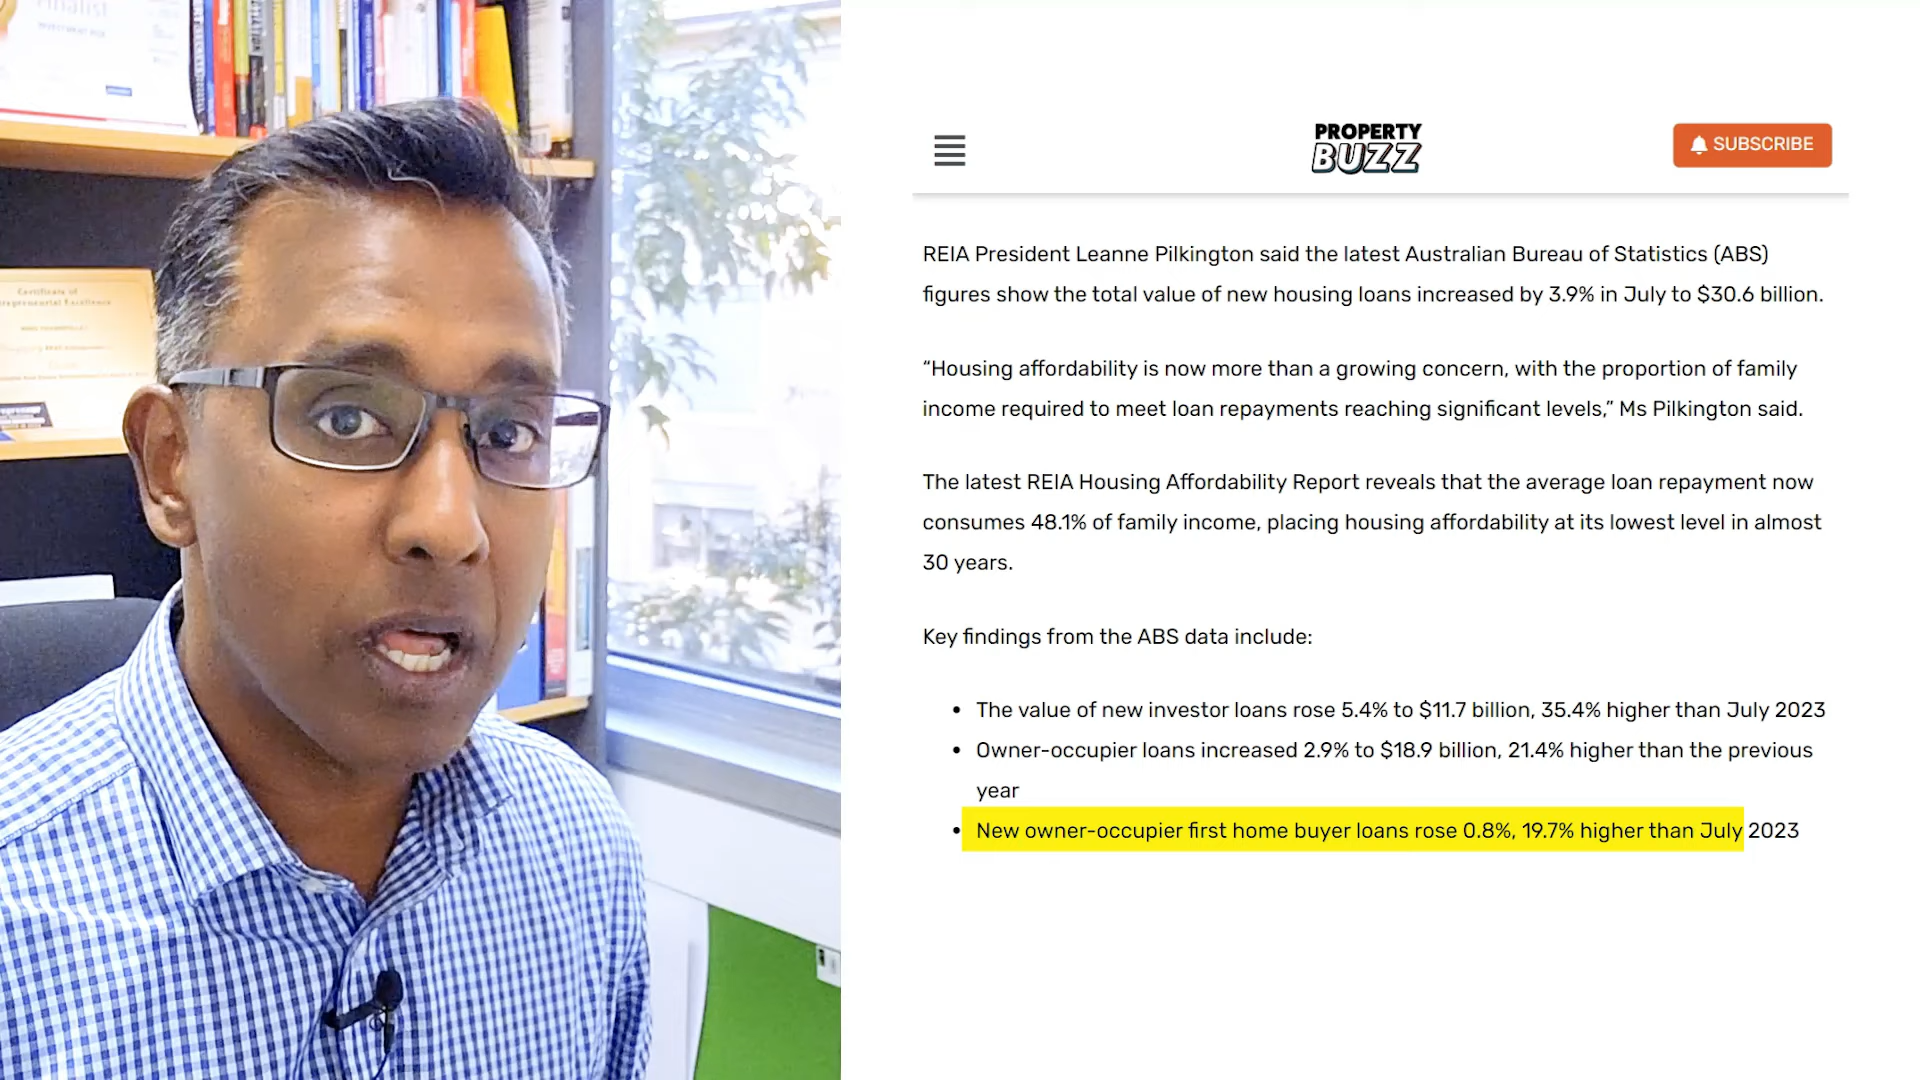 Finalist
Certificate of
PROPERTY
BUZZ
SUBSCRIBE
REIA President Leanne Pilkington said the latest Australian Bureau of Statistics (ABS)
figures show the total value of new housing loans increased by 3.9% in July to $30.6 billion.
“Housing affordability is now more than a growing concern, with the proportion of family
income required to meet loan repayments reaching significant levels,” Ms Pilkington said.
The latest REIA Housing Affordability Report reveals that the average loan repayment now
consumes 48.1% of family income, placing housing affordability at its lowest level in almost
30 years.
Key findings from the ABS data include:
• The value of new investor loans rose 5.4% to $11.7 billion, 35.4% higher than July 2023
• Owner-occupier loans increased 2.9% to $18.9 billion, 21.4% higher than the previous
year
• New owner-occupier first home buyer loans rose 0.8%, 19.7% higher than July 2023